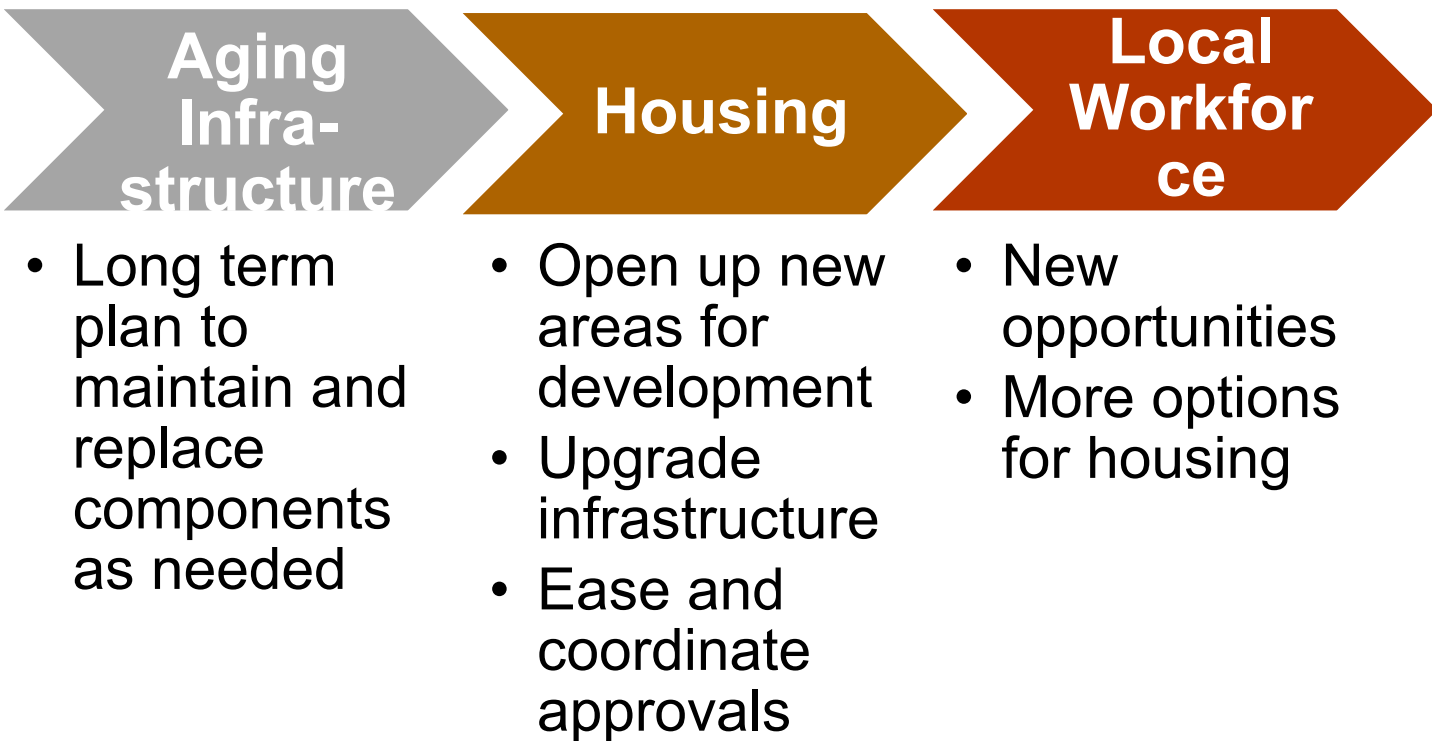 Aging
Infra-
structure
Housing
Local
Workfor
ce
• Long term
plan to
maintain and
replace
components
as needed
• Open up new
areas for
development
• Upgrade
infrastructure
• Ease and
coordinate
approvals
• New
opportunities
• More options
for housing